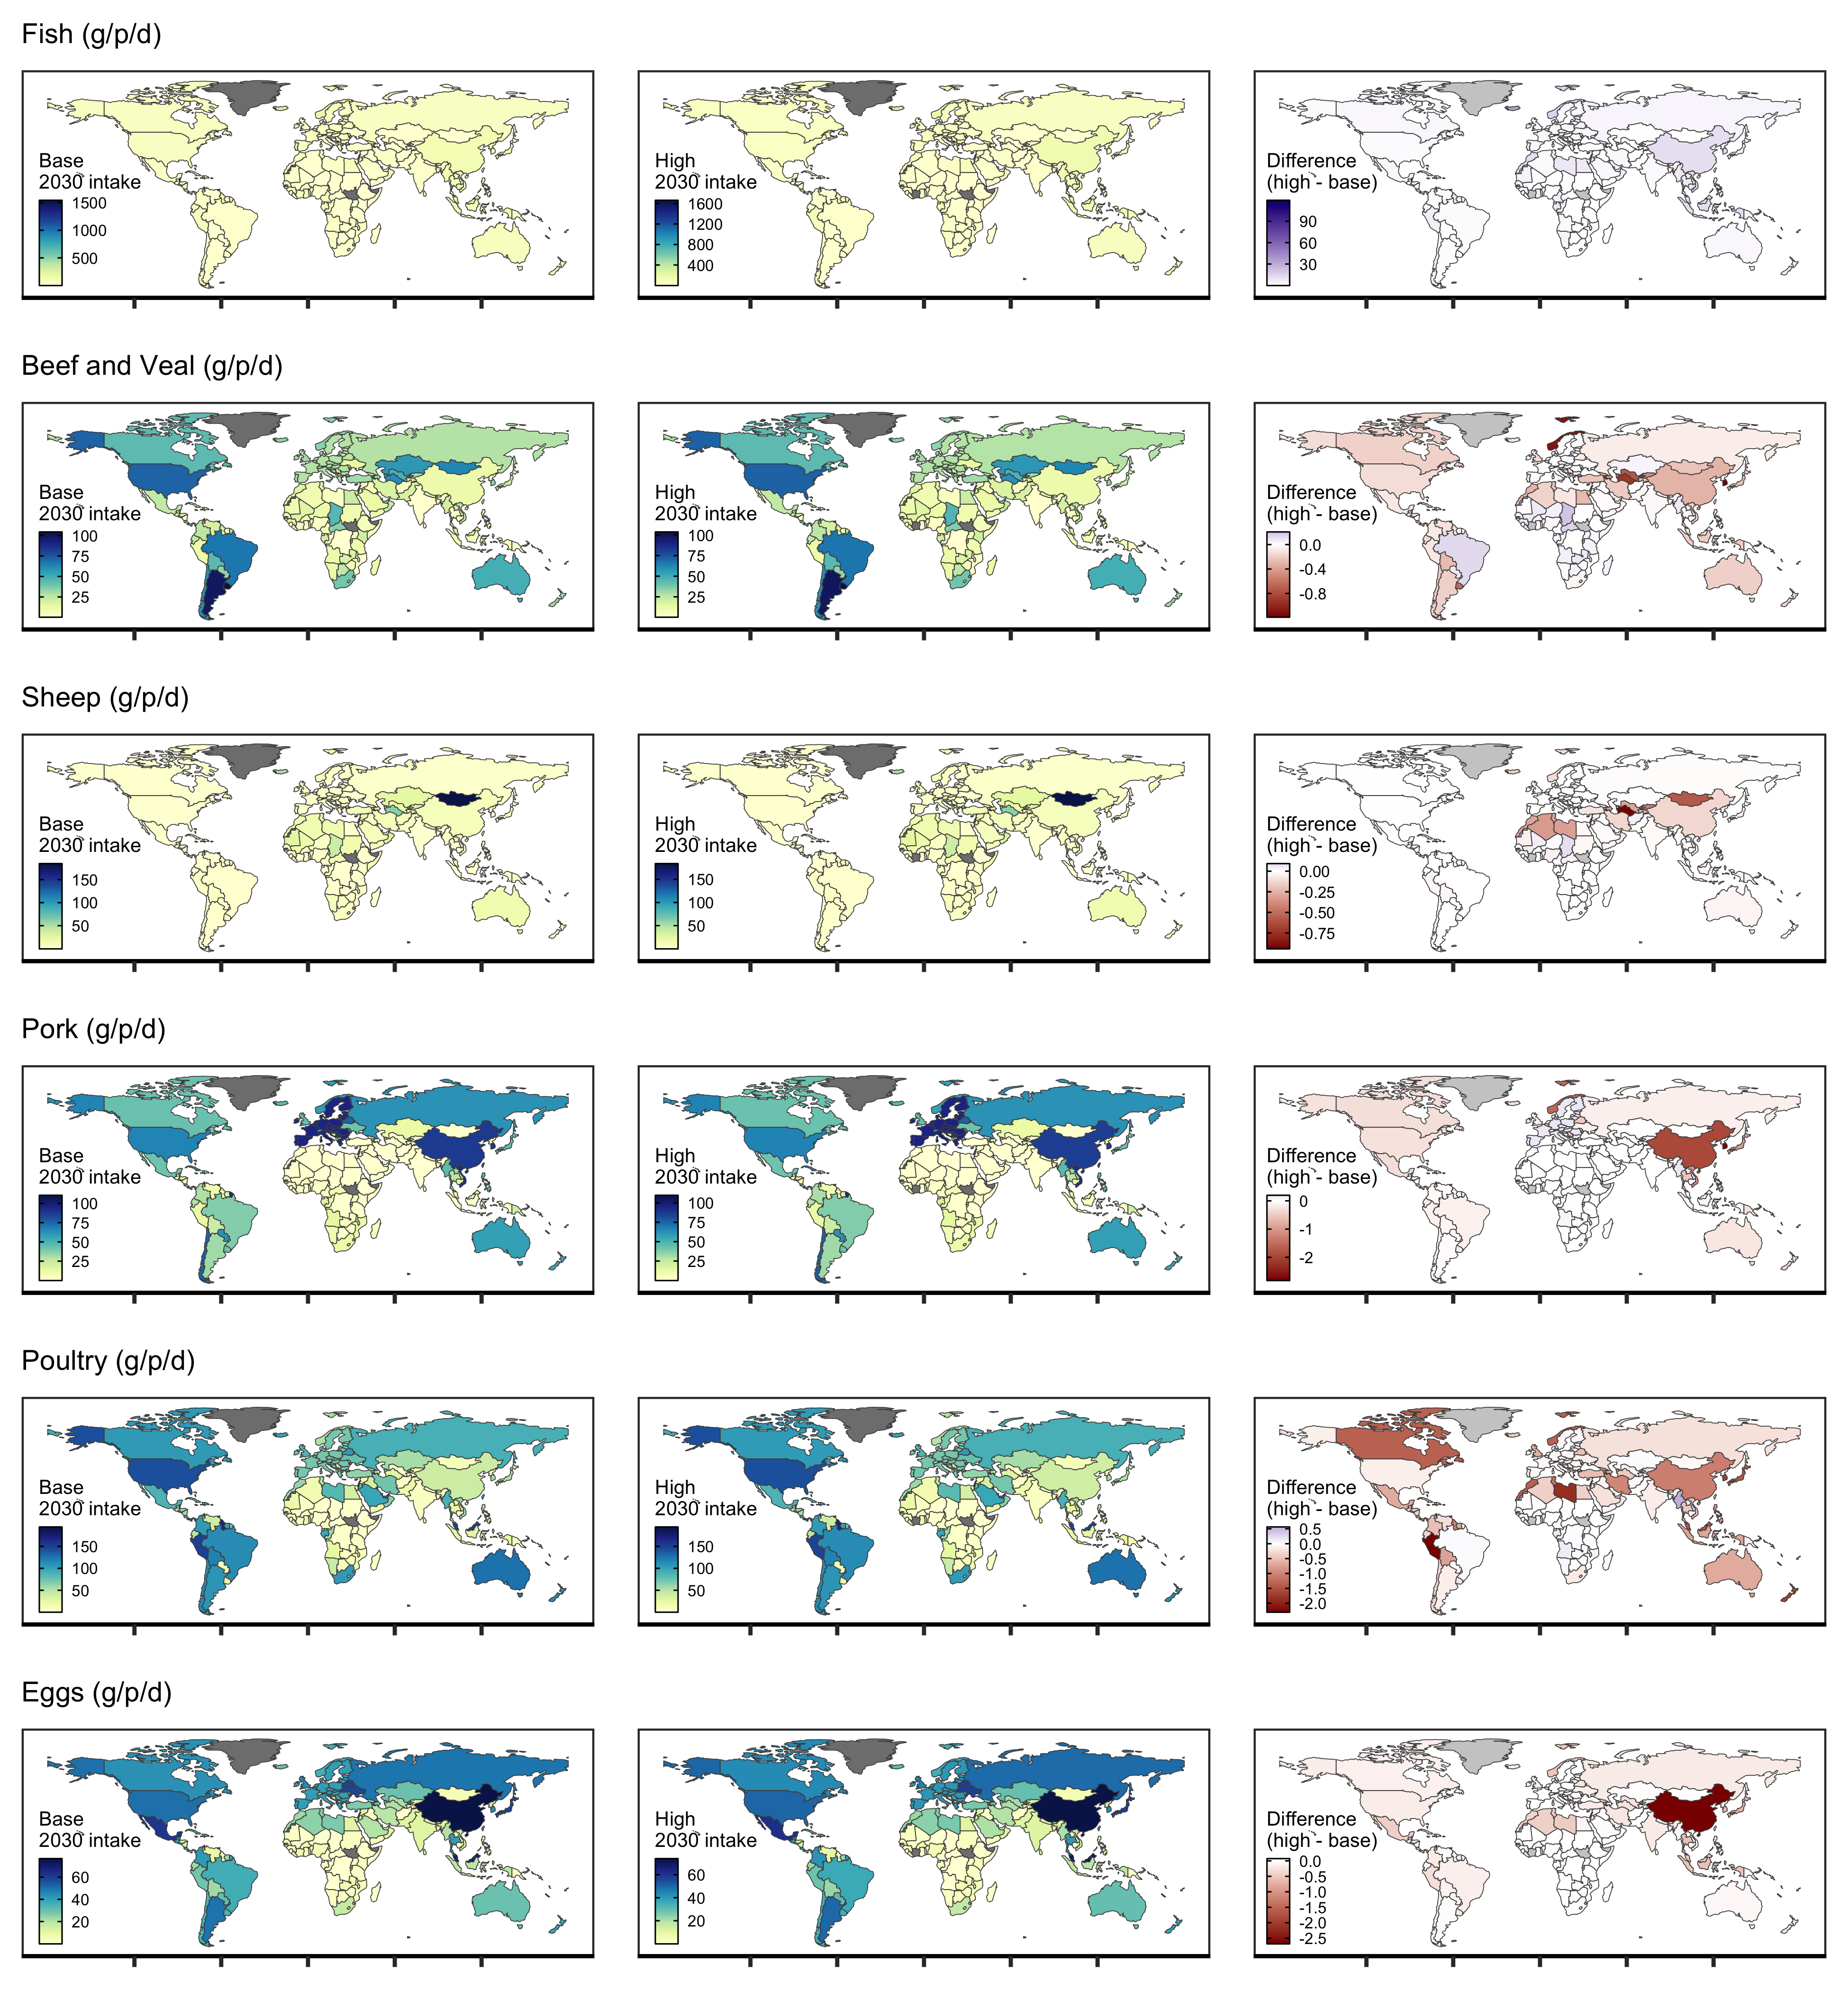 Fish (g/p/d)
Base
2030 intake
1500
1000
500
High
2030 intake
1600
1200
800
400
Difference
(high - base)
90
60
30
Beef and Veal (g/p/d)
Base
2030 intake
100
75
50
25
High
2030 intake
100
75
50
25
Difference
(high - base)
0.0
-0.4
-0.8
Sheep (g/p/d)
Base
2030 intake
150
100
50
High
2030 intake
150
100
50
Difference
(high - base)
0.00
-0.25
-0.50
-0.75
Pork (g/p/d)
Base
2030 intake
100
75
50
25
High
2030 intake
100
75
50
25
Difference
(high - base)
0
-1
-2
Poultry (g/p/d)
Base
2030 intake
150
100
50
High
2030 intake
150
100
50
Difference
(high - base)
0.5
0.0
-0.5
-1.0
-1.5
-2.0
Eggs (g/p/d)
Base
2030 intake
60
40
20
High
2030 intake
60
40
20
Difference
(high - base)
0.0
-0.5
-1.0
-1.5
-2.0
-2.5